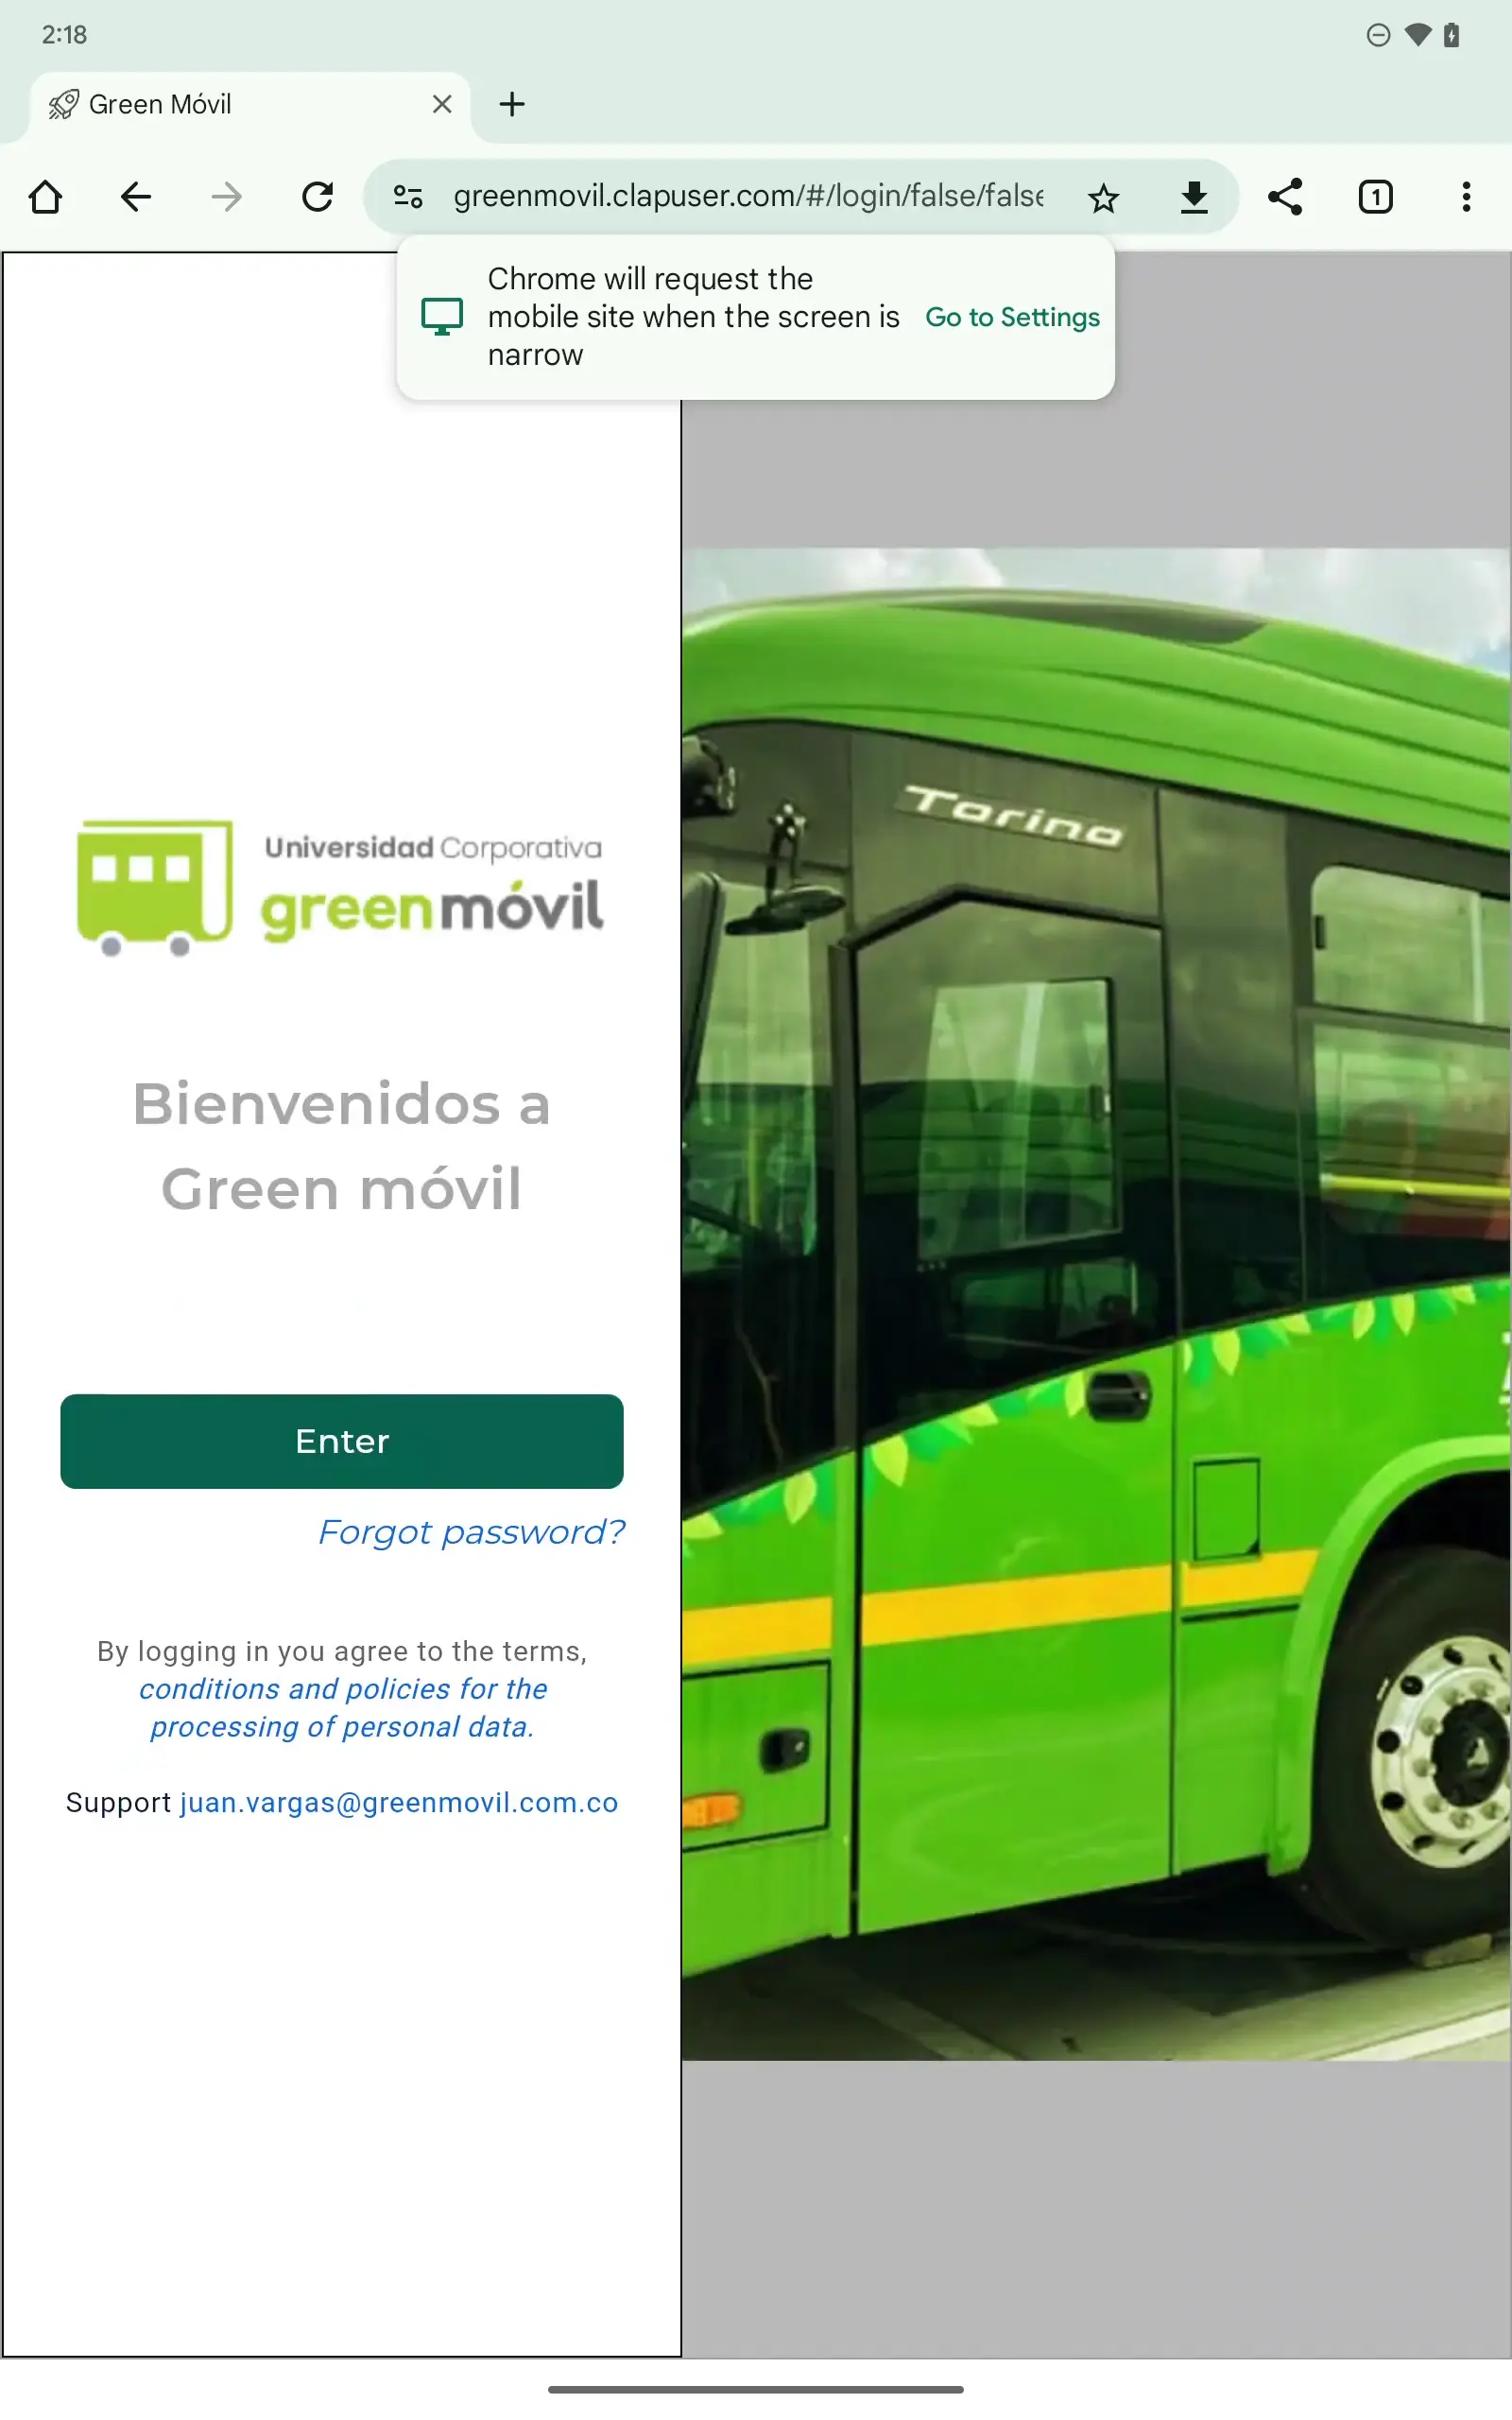 2:18
Green Móvil
greenmovil.clapuser.com/#/login/false/false
1
Chrome will request the
mobile site when the screen is
narrow
Go to Settings
Universidad Corporativa
greenmóvil
Torino
Bienvenidos a
Green móvil
Enter
Forgot password?
By logging in you agree to the terms,
conditions and policies for the
processing of personal data.
Support juan.vargas@greenmovil.com.co